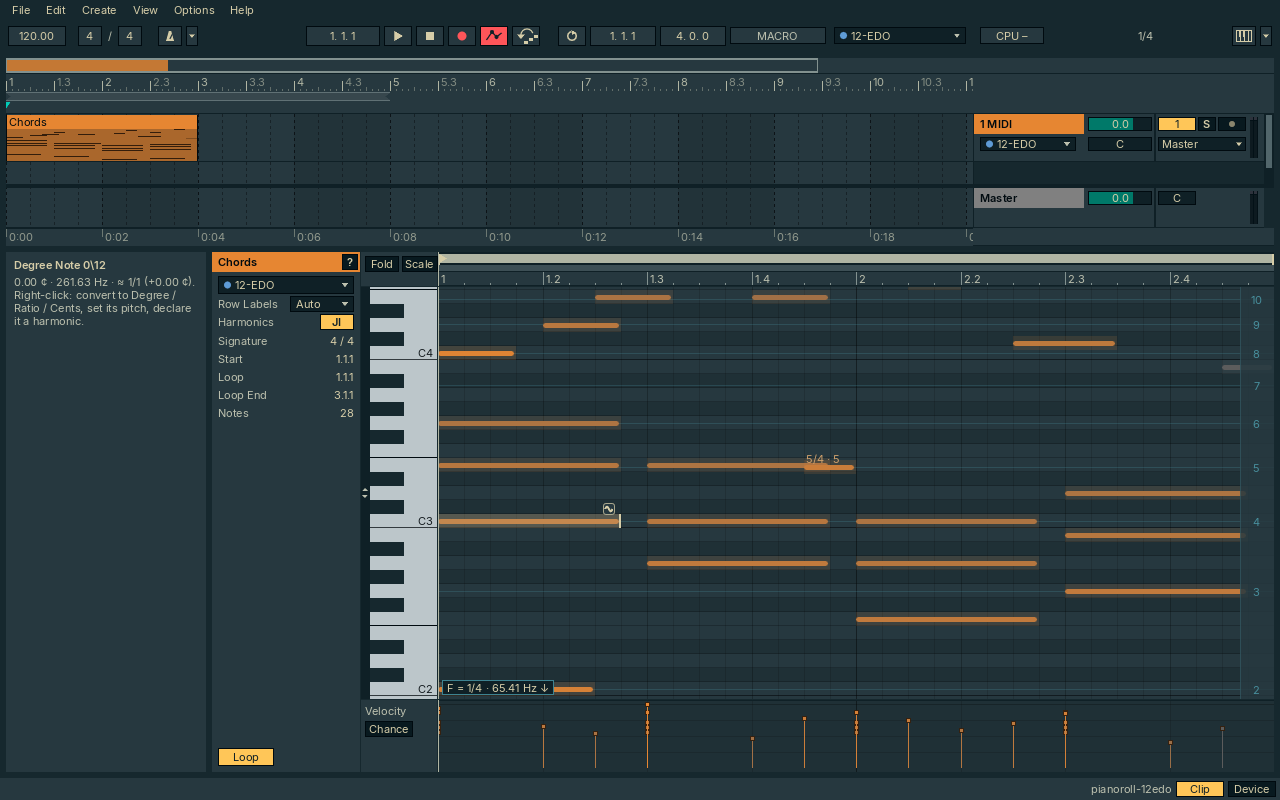 File Edit Create View Options Help
120.00 4 / 4 1. 1. 1 1. 1. 1 4. 0. 0 MACRO 12-EDO CPU – 1/4
1 1.3 2 2.3 3 3.3 4 4.3 5 5.3 6 6.3 7 7.3 8 8.3 9 9.3 10 10.3 1
Chords
1 MIDI 0.0 1 S
12-EDO C Master
Master 0.0 C
0:00 0:02 0:04 0:06 0:08 0:10 0:12 0:14 0:16 0:18
Degree Note 0\12
0.00 ¢ · 261.63 Hz · ≈ 1/1 (+0.00 ¢).
Right-click: convert to Degree /
Ratio / Cents, set its pitch, declare
it a harmonic.
Chords ?
12-EDO
Row Labels Auto
Harmonics JI
Signature 4 / 4
Start 1.1.1
Loop 1.1.1
Loop End 3.1.1
Notes 28
Loop
Fold Scale
1 1.2 1.3 1.4 2 2.2 2.3 2.4
10
9
C4 8
7
6
5/4 · 5 5
C3 4
3
C2 F = 1/4 · 65.41 Hz ↓ 2
Velocity
Chance
pianoroll-12edo Clip Device